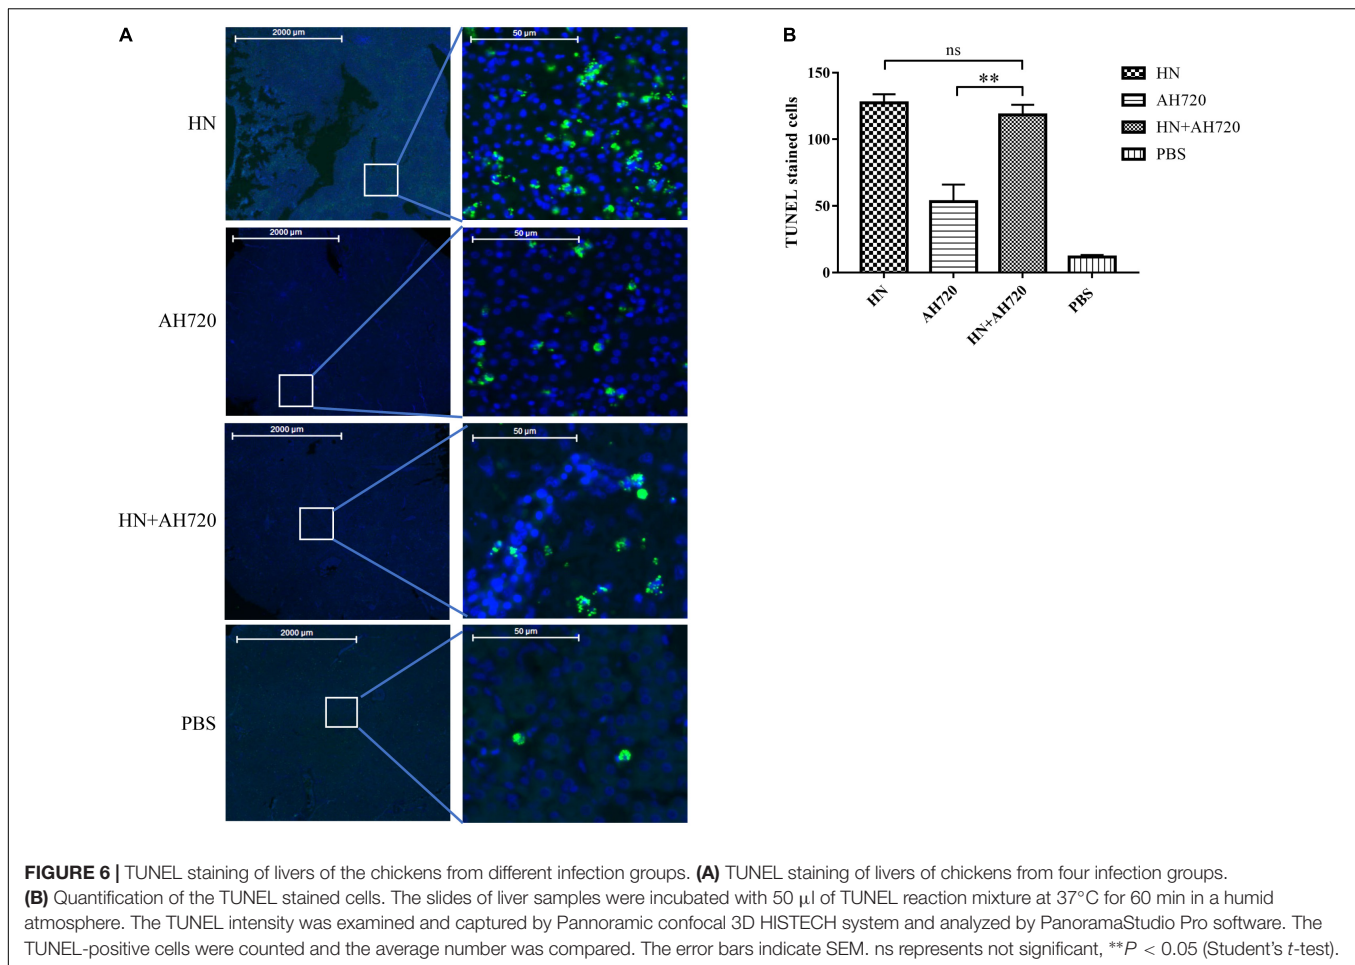 A
2000 µm
50 µm
HN
2000 µm
50 µm
AH720
2000 µm
50 µm
HN+AH720
2000 µm
50 µm
PBS
B
ns
**
150
100
50
0
TUNEL stained cells
HN
AH720
HN+AH720
PBS
HN
AH720
HN+AH720
PBS
FIGURE 6 | TUNEL staining of livers of the chickens from different infection groups. (A) TUNEL staining of livers of chickens from four infection groups.
(B) Quantification of the TUNEL stained cells. The slides of liver samples were incubated with 50 µl of TUNEL reaction mixture at 37°C for 60 min in a humid
atmosphere. The TUNEL intensity was examined and captured by Pannoramic confocal 3D HISTECH system and analyzed by PanoramaStudio Pro software. The
TUNEL-positive cells were counted and the average number was compared. The error bars indicate SEM. ns represents not significant, **P < 0.05 (Student's t-test).